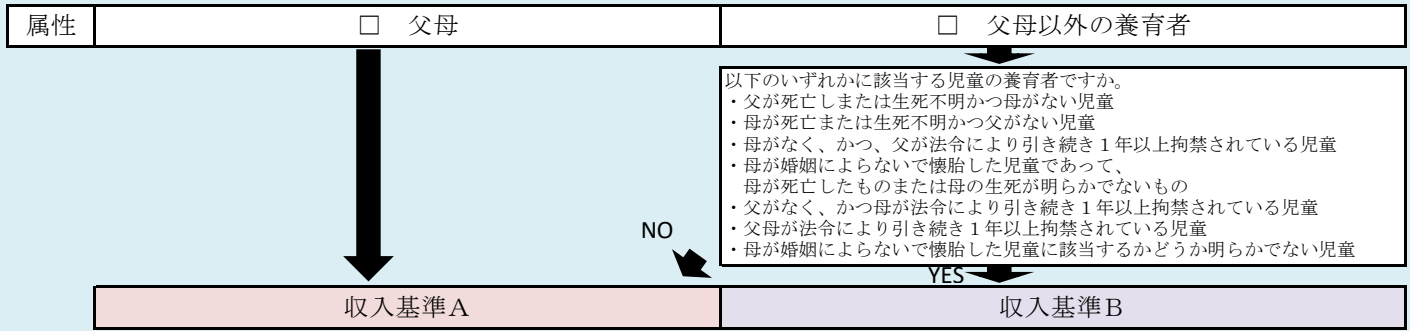 属性
□ 父母
□ 父母以外の養育者
以下のいずれかに該当する児童の養育者ですか。
・父が死亡しまたは生死不明かつ母がない児童
・母が死亡または生死不明かつ父がない児童
・母がなく、かつ、父が法令により引き続き１年以上拘禁されている児童
・母が婚姻によらないで懐胎した児童であって、
母が死亡したものまたは母の生死が明らかでないもの
・父がなく、かつ母が法令により引き続き１年以上拘禁されている児童
・父母が法令により引き続き１年以上拘禁されている児童
・母が婚姻によらないで懐胎した児童に該当するかどうか明らかでない児童
NO
YES
収入基準Ａ
収入基準Ｂ